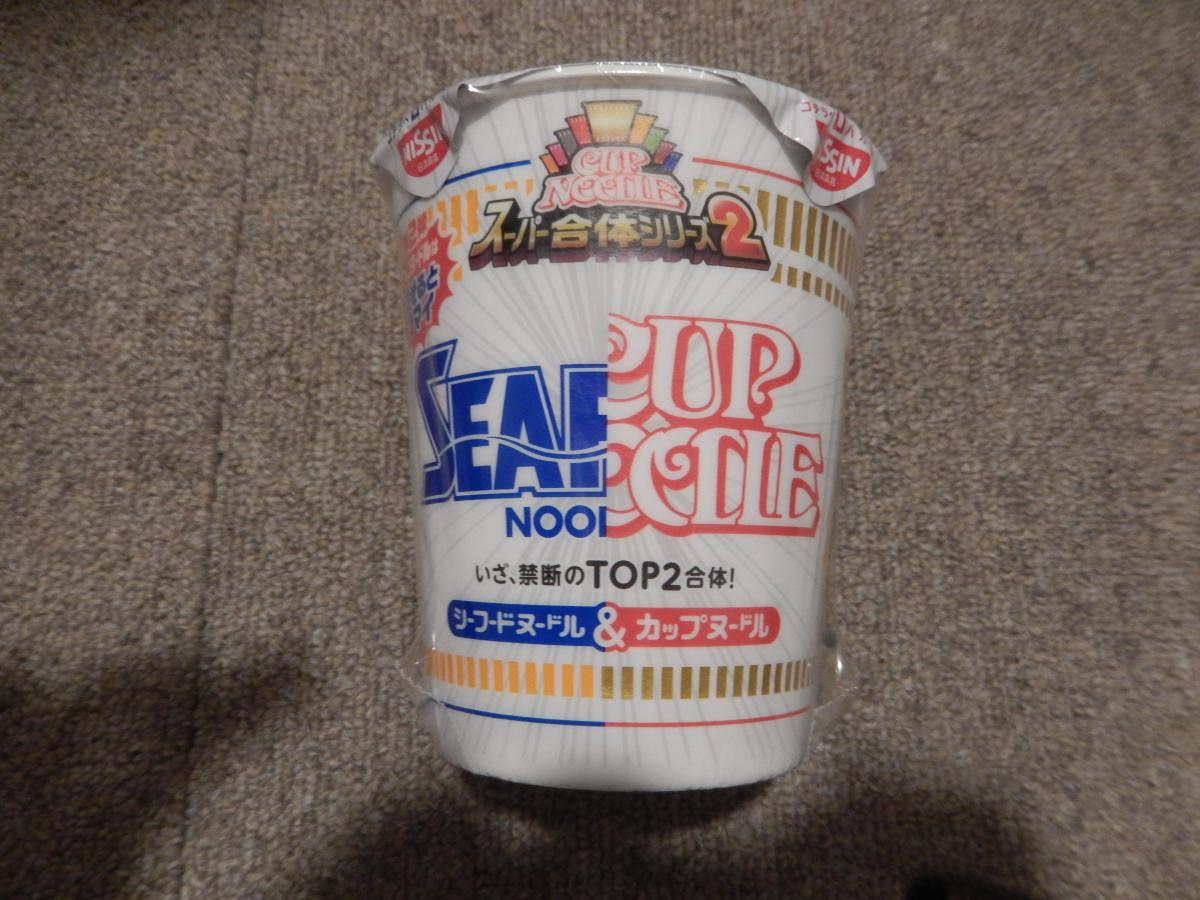 NISSIN
CUP
NOODLE
スーパー合体シリーズ2
SEAF
NOO
CUP
NOODLE
いざ、禁断のTOP2合体!
シーフードヌードル & カップヌードル